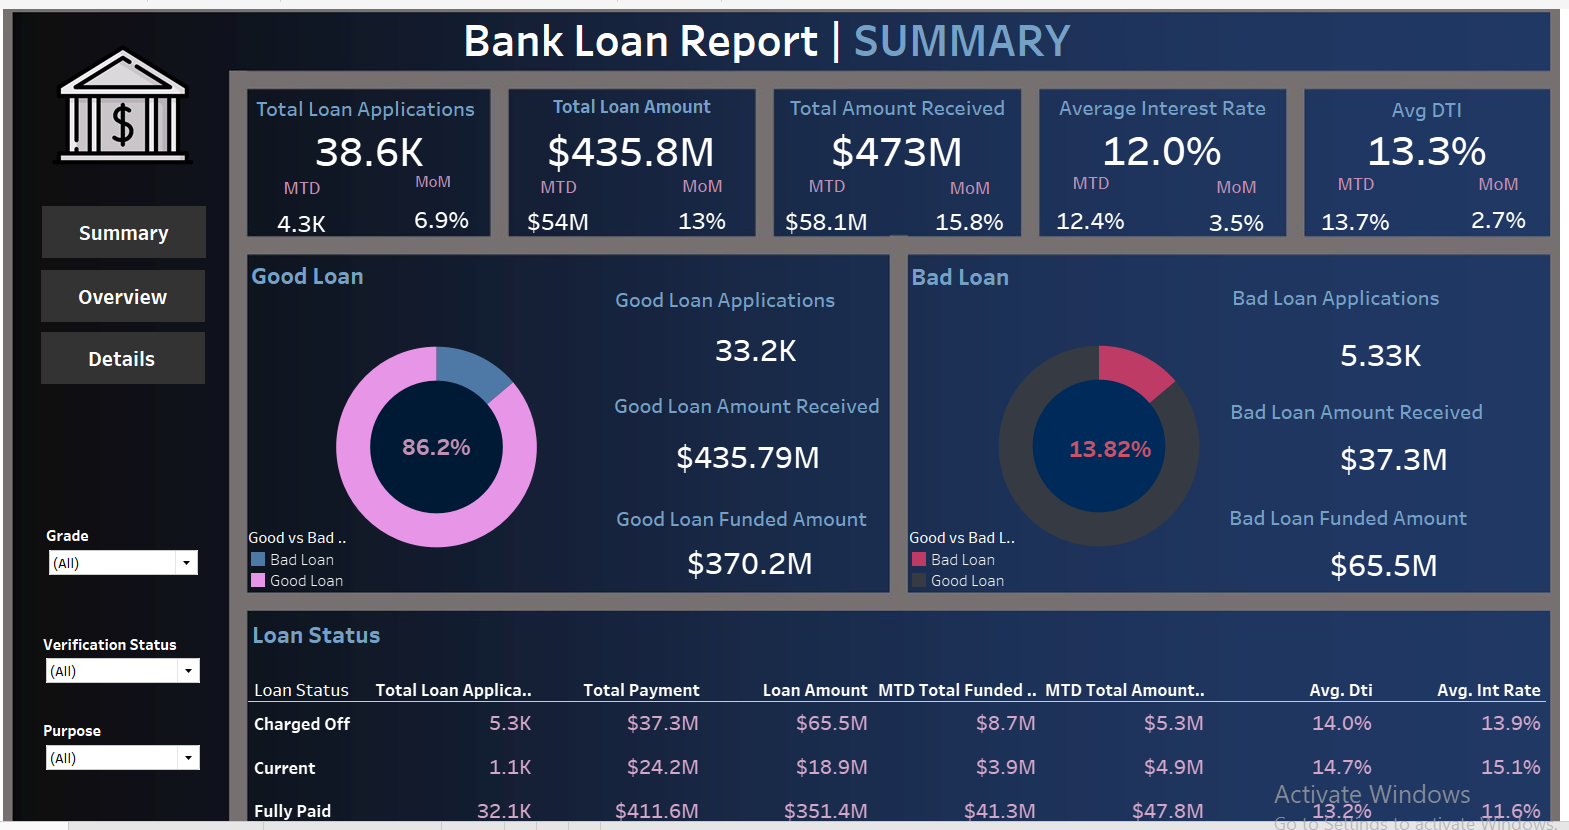 Bank Loan Report | SUMMARY
$
Summary
Overview
Details
Grade
(All)
Verification Status
(All)
Purpose
(All)
Total Loan Applications
38.6K
MTD MoM
4.3K 6.9%
Total Loan Amount
$435.8M
MTD MoM
$54M 13%
Total Amount Received
$473M
MTD MoM
$58.1M 15.8%
Average Interest Rate
12.0%
MTD MoM
12.4% 3.5%
Avg DTI
13.3%
MTD MoM
13.7% 2.7%
Good Loan
86.2%
Good vs Bad ..
Bad Loan
Good Loan
Good Loan Applications
33.2K
Good Loan Amount Received
$435.79M
Good Loan Funded Amount
$370.2M
Bad Loan
13.82%
Good vs Bad L..
Bad Loan
Good Loan
Bad Loan Applications
5.33K
Bad Loan Amount Received
$37.3M
Bad Loan Funded Amount
$65.5M
Loan Status
Loan Status Total Loan Applica.. Total Payment Loan Amount MTD Total Funded .. MTD Total Amount.. Avg. Dti Avg. Int Rate
Charged Off 5.3K $37.3M $65.5M $8.7M $5.3M 14.0% 13.9%
Current 1.1K $24.2M $18.9M $3.9M $4.9M 14.7% 15.1%
Fully Paid 32.1K $411.6M $351.4M $41.3M $47.8M 13.2% 11.6%
Activate Windows
Go to Settings to activate Windows.